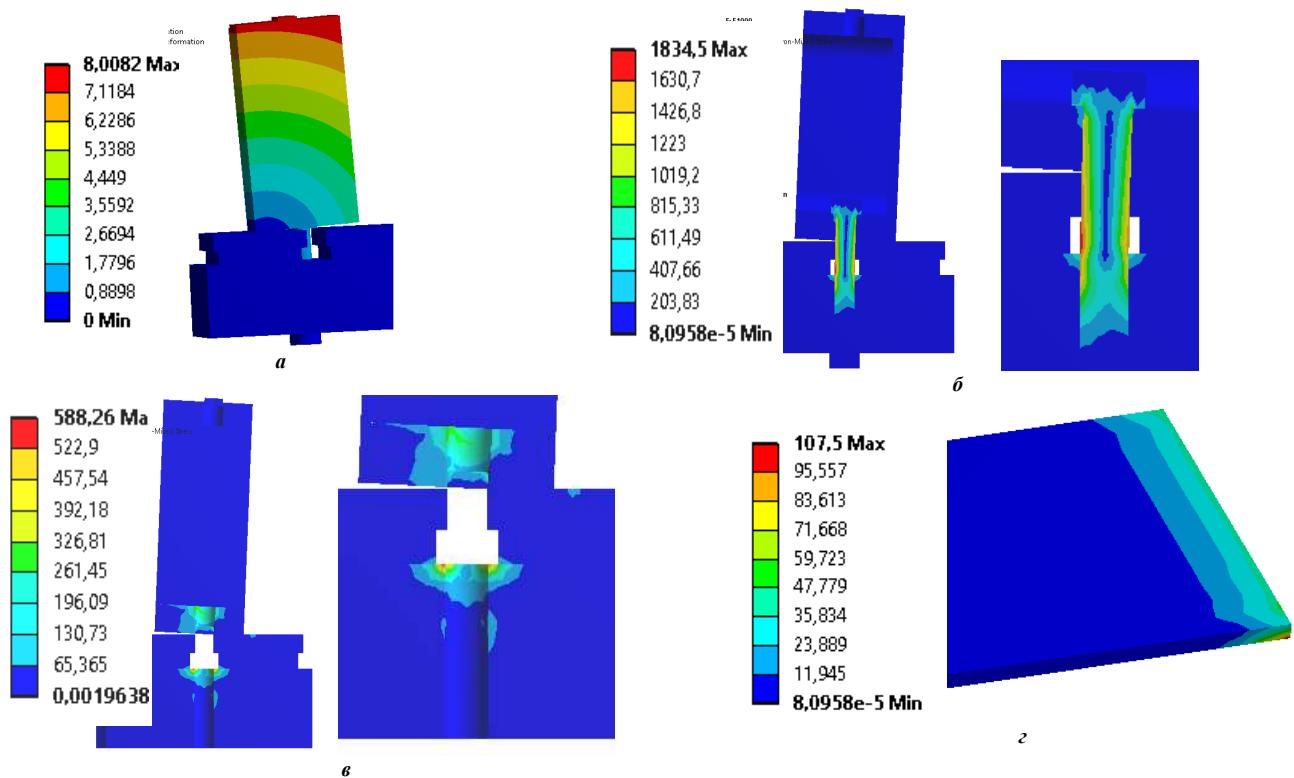 tion
formation
8,0082 Max
7,1184
6,2286
5,3388
4,449
3,5592
2,6694
1,7796
0,8898
0 Min
а
1834,5 Max
1630,7
1426,8
1223
1019,2
815,33
611,49
407,66
203,83
8,0958e-5 Min
б
588,26 Ma
522,9
457,54
392,18
326,81
261,45
196,09
130,73
65,365
0,0019638
в
107,5 Max
95,557
83,613
71,668
59,723
47,779
35,834
23,889
11,945
8,0958e-5 Min
г